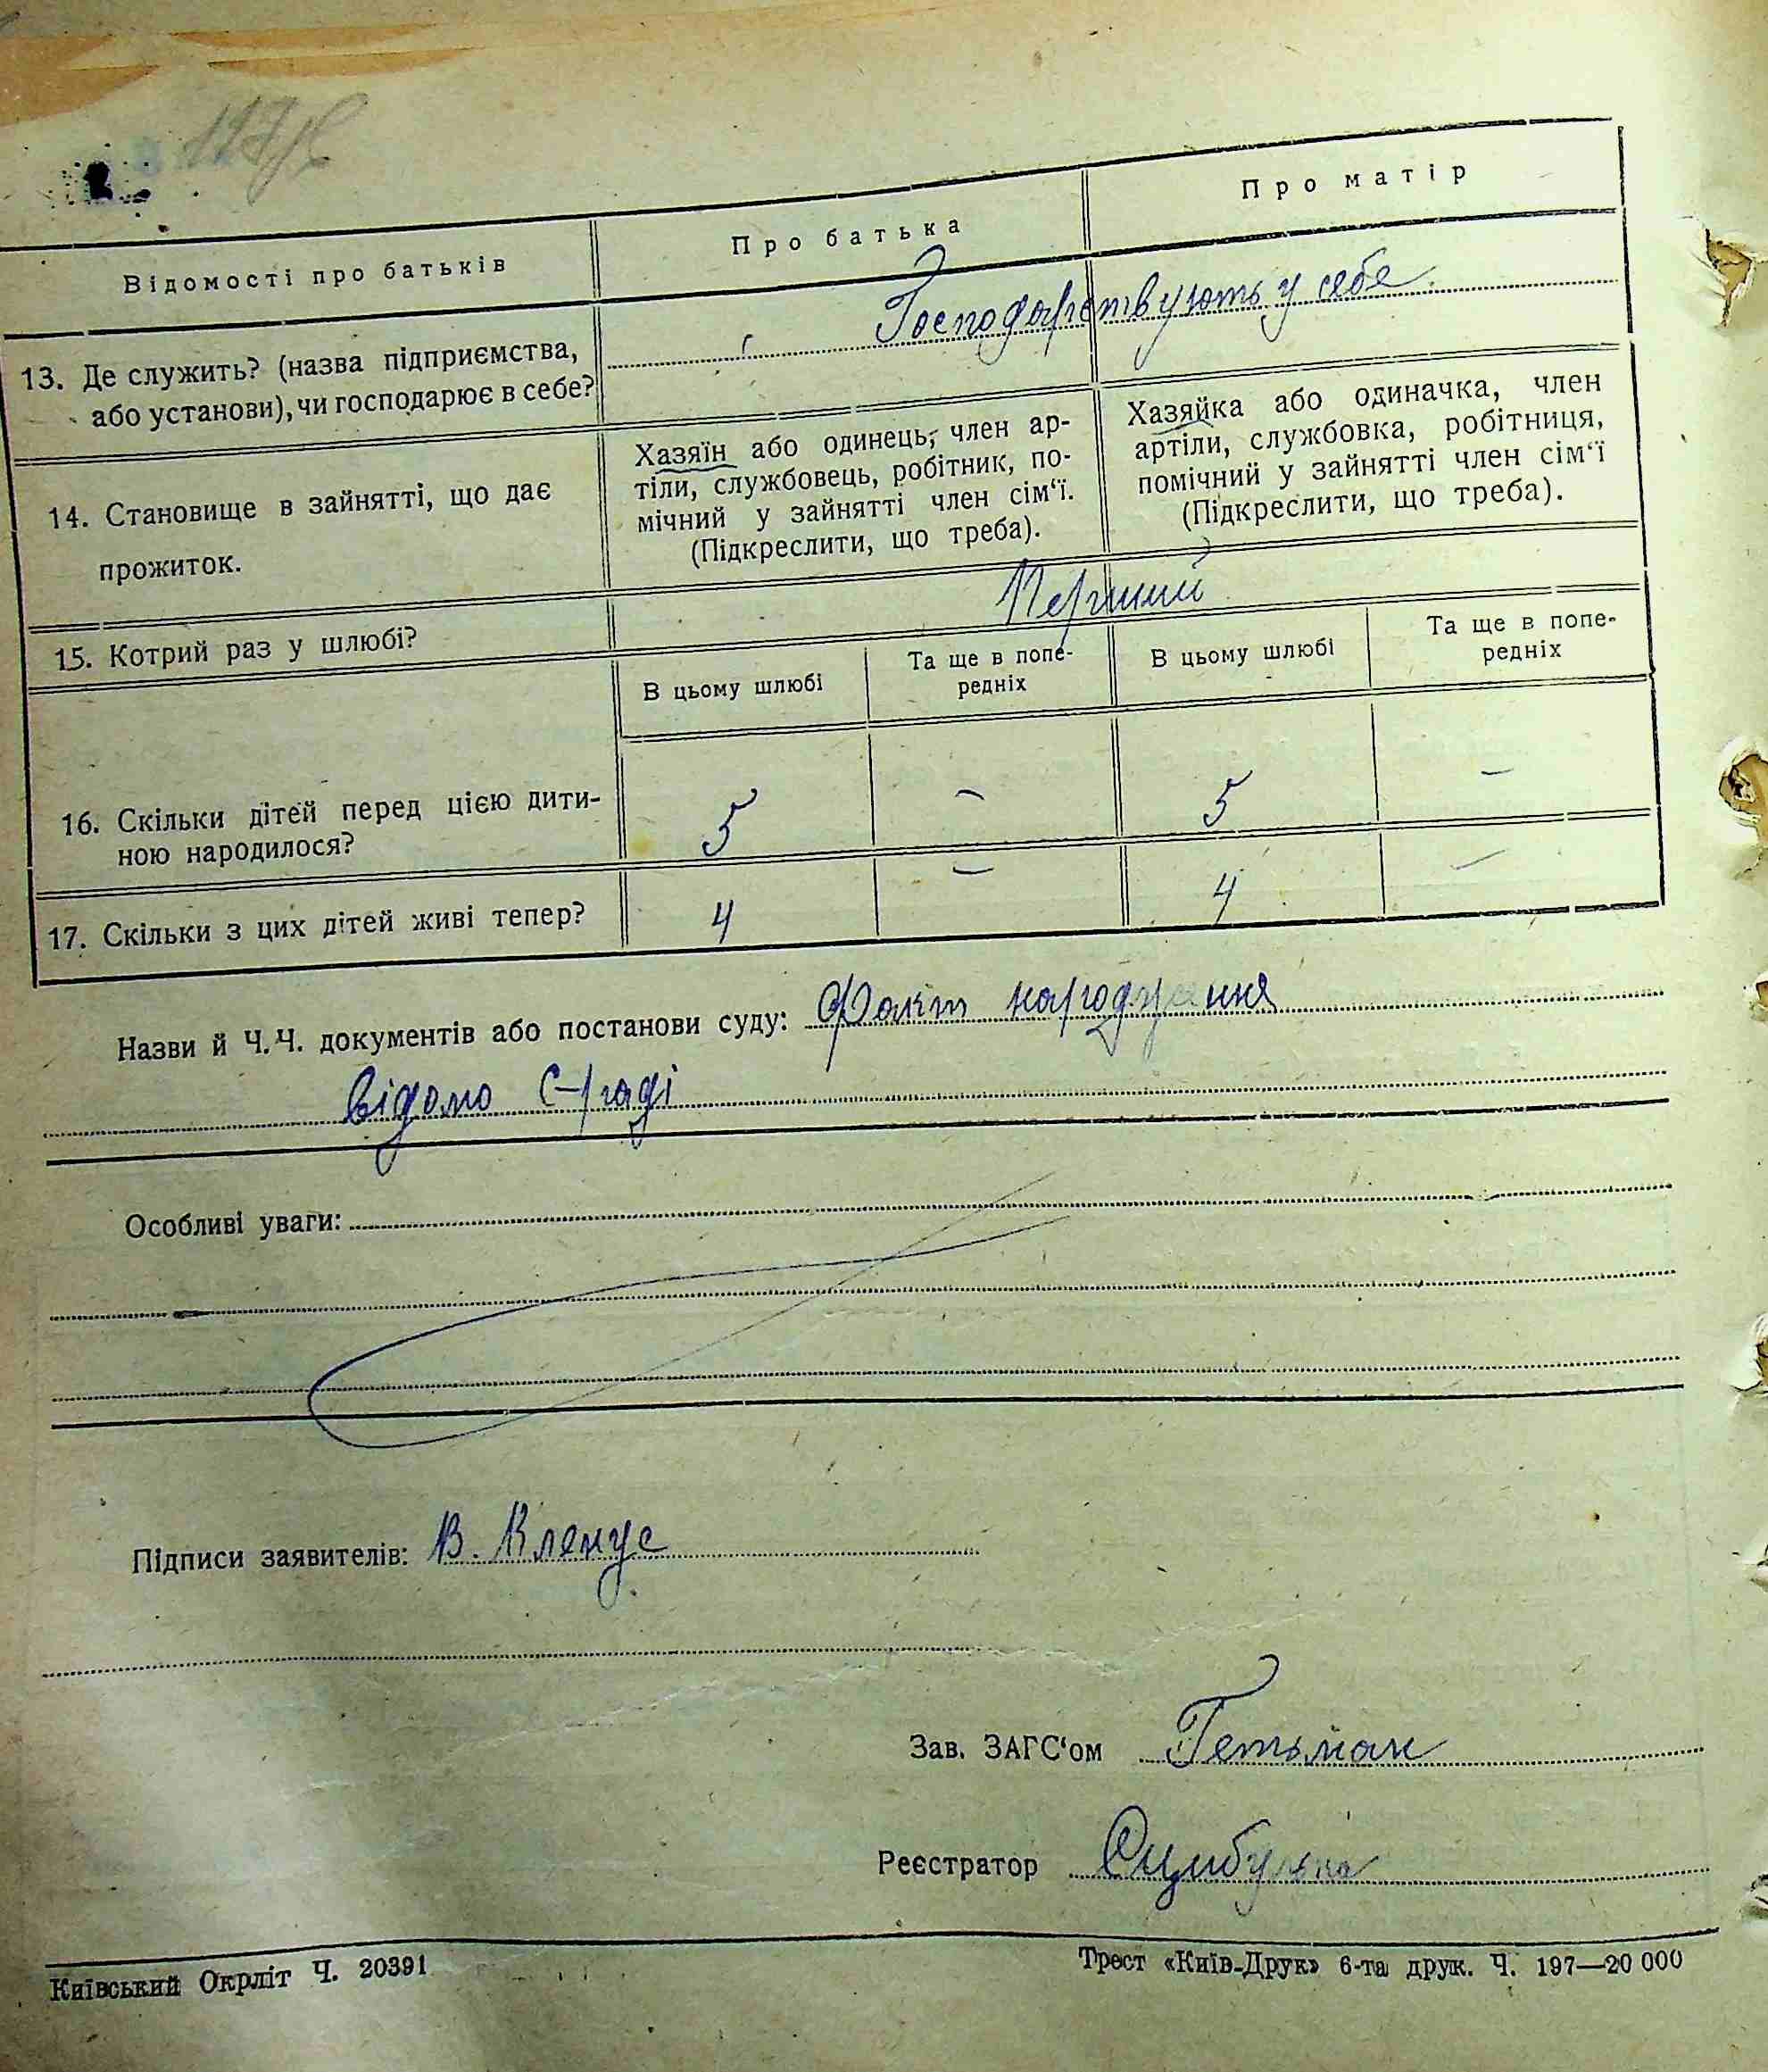 Відомості про батьків Про батька Про матір
13. Де служить? (назва підприємства,
або установи), чи господарює в себе?
Господарствують у себе
14. Становище в зайнятті, що дає
прожиток.
Хазяїн або одинець, член ар-
тіли, службовець, робітник, по-
мічний у зайнятті член сім‘ї.
(Підкреслити, що треба).
Хазяйка або одиначка, член
артіли, службовка, робітниця,
помічний у зайнятті член сім‘ї
(Підкреслити, що треба).
15. Котрий раз у шлюбі? Перший
В цьому шлюбі
Та ще в попе-
редніх
В цьому шлюбі
Та ще в попе-
редніх
16. Скільки дітей перед цією дити-
ною народилося?
5 – 5 –
17. Скільки з цих дітей живі тепер? 4 – 4 –
Назви й Ч.Ч. документів або постанови суду: Факт народження
відомо С-/раді
Особливі уваги:
Підписи заявителів: В. Кленус
Зав. ЗАГС‘ом Гетьман
Реєстратор
Київський Окрліт Ч. 20391
Трест «Київ-Друк» 6-та друк. Ч. 197—20 000